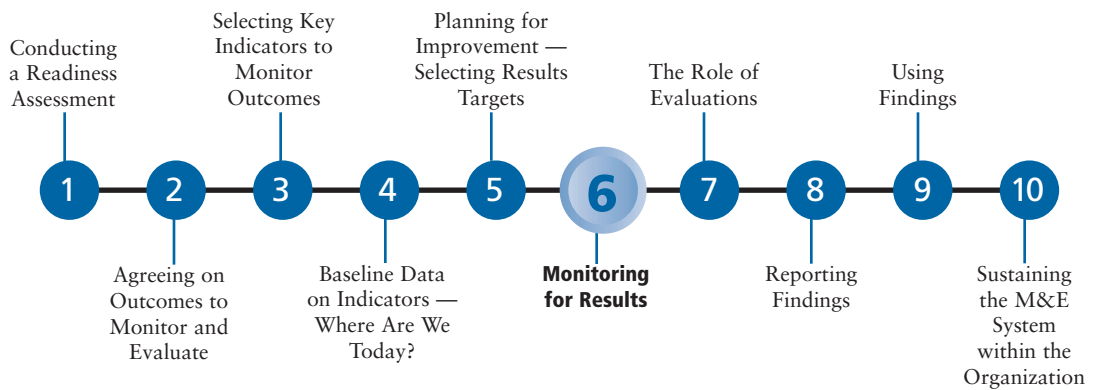 Conducting
a Readiness
Assessment
Selecting Key
Indicators to
Monitor
Outcomes
Planning for
Improvement —
Selecting Results
Targets
The Role of
Evaluations
Using
Findings
1
2
3
4
5
6
7
8
9
10
Agreeing on
Outcomes to
Monitor and
Evaluate
Baseline Data
on Indicators —
Where Are We
Today?
Monitoring
for Results
Reporting
Findings
Sustaining
the M&E
System
within the
Organization